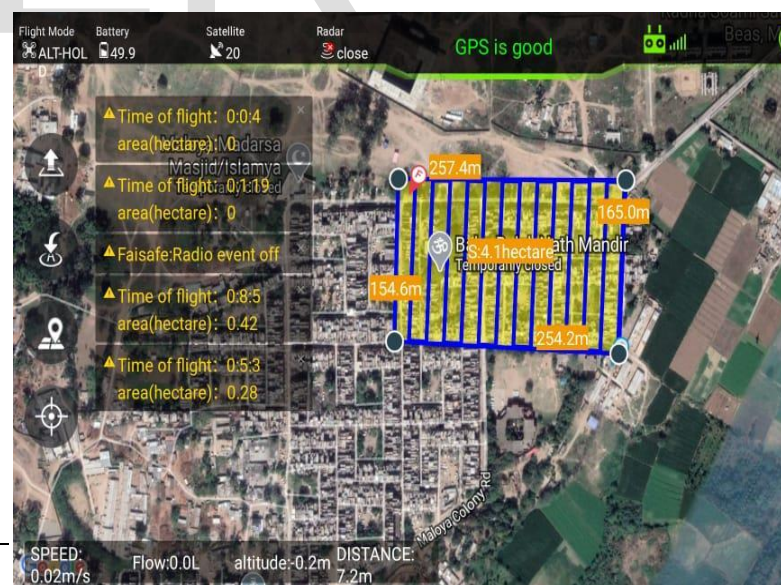 Flight Mode
Battery
Satellite
Radar
ALT-HOL
D
49.9
20
close
GPS is good
Beas, M
Time of flight: 0:0:4
area(hectare): 0
Madarsa
Masjid/Islamya
Temporarily closed
Time of flight: 0:1:19
area(hectare): 0
Faisafe:Radio event off
Time of flight: 0:8:5
area(hectare): 0.42
Time of flight: 0:5:3
area(hectare): 0.28
257.4m
165.0m
Mandir
S:4.1hectare
Temporarily closed
154.6m
254.2m
Maloya Colony Rd
SPEED:
0.02m/s
Flow:0.0L
altitude:-0.2m
DISTANCE:
7.2m